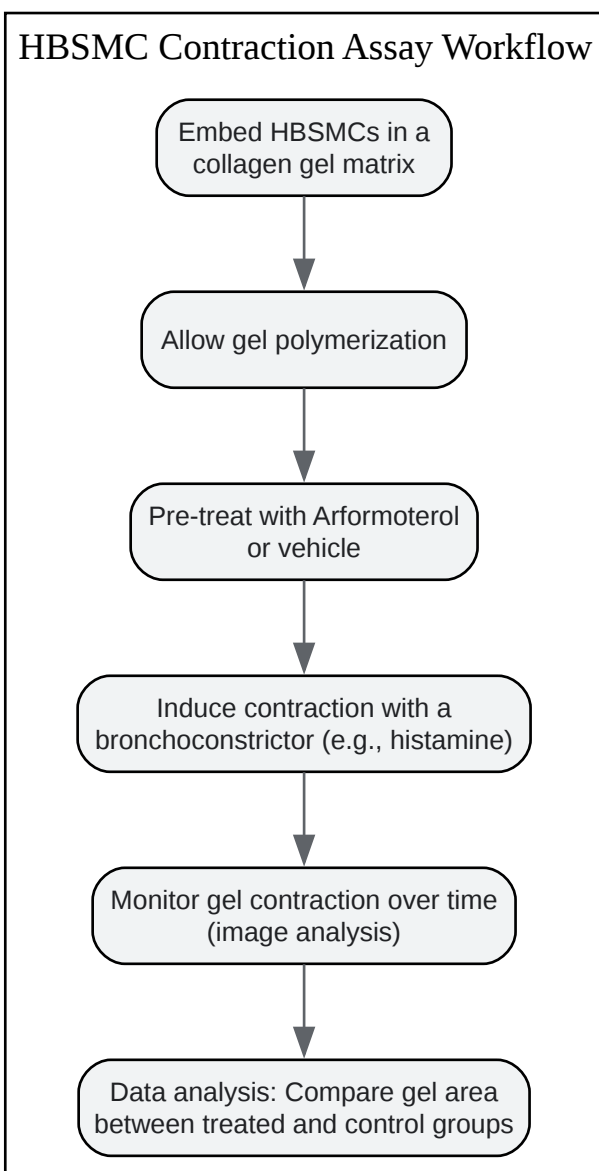 HBSMC Contraction Assay Workflow
Embed HBSMCs in a
collagen gel matrix
Allow gel polymerization
Pre-treat with Arformoterol
or vehicle
Induce contraction with a
bronchoconstrictor (e.g., histamine)
Monitor gel contraction over time
(image analysis)
Data analysis: Compare gel area
between treated and control groups